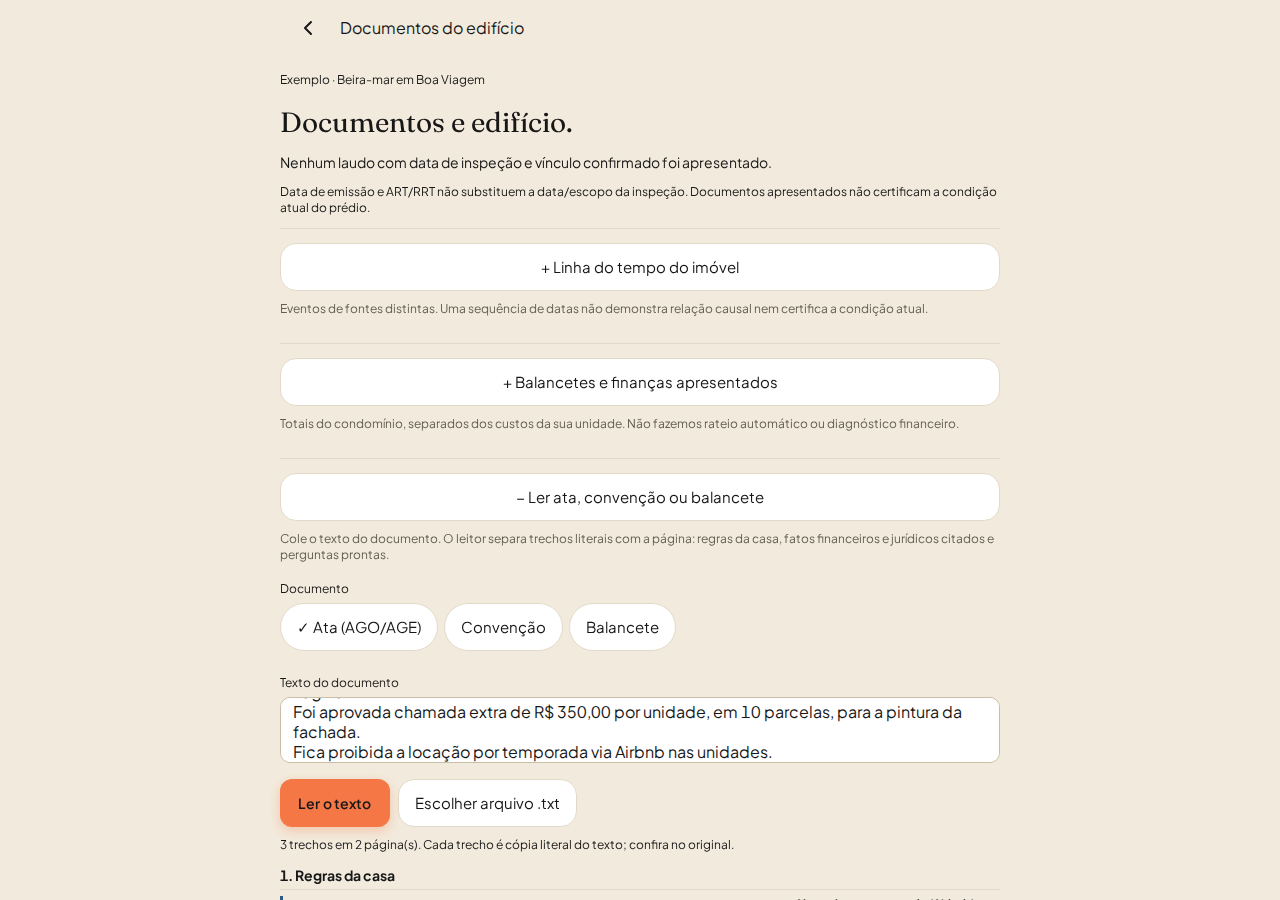 Documentos do edifício
Exemplo · Beira-mar em Boa Viagem
Documentos e edifício.
Nenhum laudo com data de inspeção e vínculo confirmado foi apresentado.
Data de emissão e ART/RRT não substituem a data/escopo da inspeção. Documentos apresentados não certificam a condição
atual do prédio.
+ Linha do tempo do imóvel
Eventos de fontes distintas. Uma sequência de datas não demonstra relação causal nem certifica a condição atual.
+ Balancetes e finanças apresentados
Totais do condomínio, separados dos custos da sua unidade. Não fazemos rateio automático ou diagnóstico financeiro.
– Ler ata, convenção ou balancete
Cole o texto do documento. O leitor separa trechos literais com a página: regras da casa, fatos financeiros e jurídicos citados e
perguntas prontas.
Documento
✓ Ata (AGO/AGE) Convenção Balancete
Texto do documento
Foi aprovada chamada extra de R$ 350,00 por unidade, em 10 parcelas, para a pintura da
fachada.
Fica proibida a locação por temporada via Airbnb nas unidades.
Ler o texto Escolher arquivo .txt
3 trechos em 2 página(s). Cada trecho é cópia literal do texto; confira no original.
1. Regras da casa